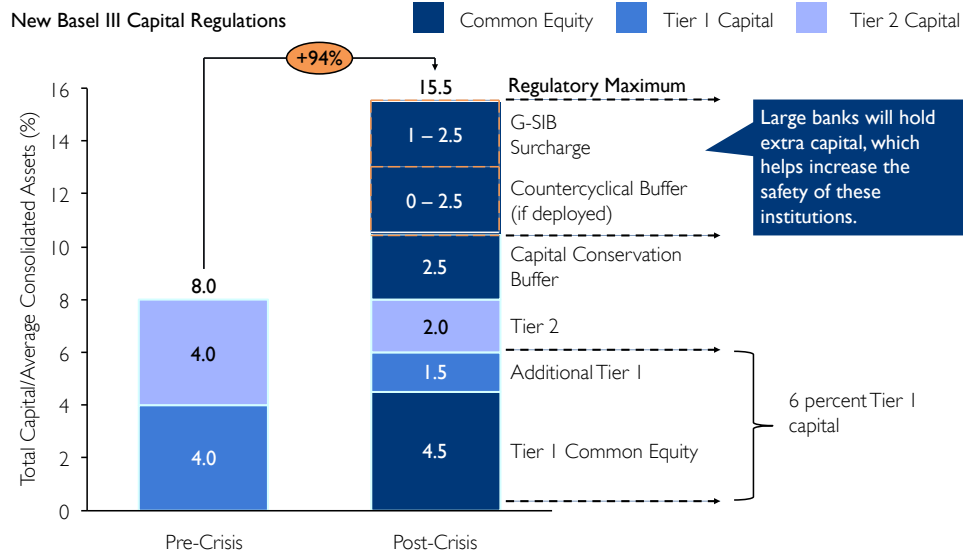 New Basel III Capital Regulations
Common Equity
Tier 1 Capital
Tier 2 Capital
+94%
Total Capital/Average Consolidated Assets (%)
16
14
12
10
8
6
4
2
0
8.0
4.0
4.0
Pre-Crisis
15.5
1 – 2.5
0 – 2.5
2.5
2.0
1.5
4.5
Post-Crisis
Regulatory Maximum
G-SIB
Surcharge
Countercyclical Buffer
(if deployed)
Capital Conservation
Buffer
Tier 2
Additional Tier 1
Tier 1 Common Equity
Large banks will hold
extra capital, which
helps increase the
safety of these
institutions.
6 percent Tier 1
capital